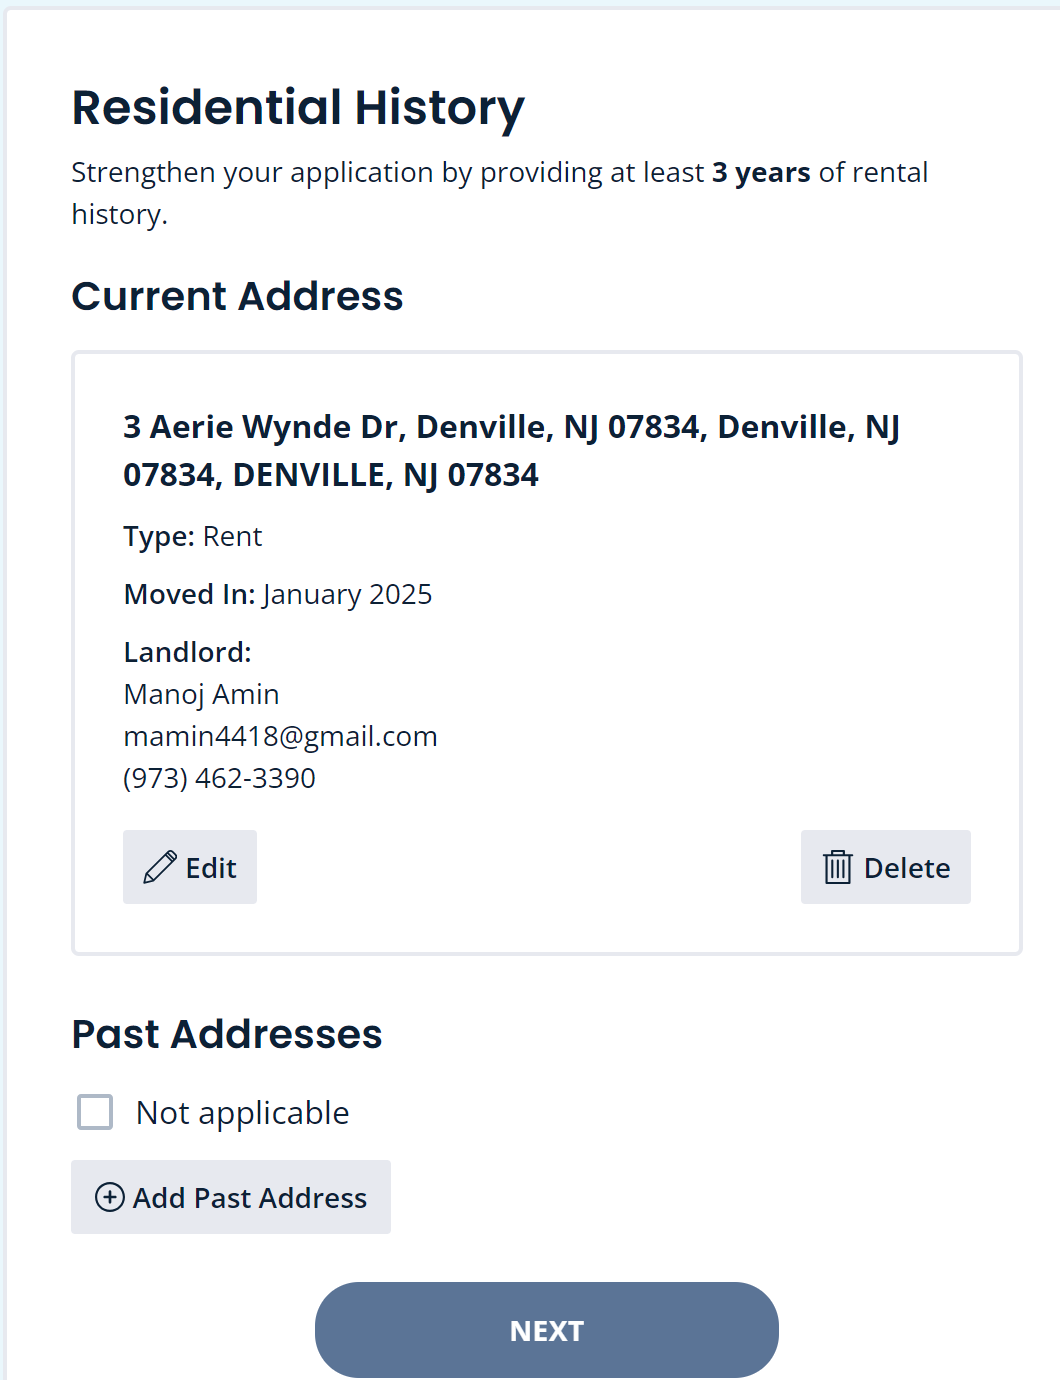 Residential History
Strengthen your application by providing at least 3 years of rental
history.
Current Address
3 Aerie Wynde Dr, Denville, NJ 07834, Denville, NJ
07834, DENVILLE, NJ 07834
Type: Rent
Moved In: January 2025
Landlord:
Manoj Amin
mamin4418@gmail.com
(973) 462-3390
Edit
Delete
Past Addresses
Not applicable
Add Past Address
NEXT